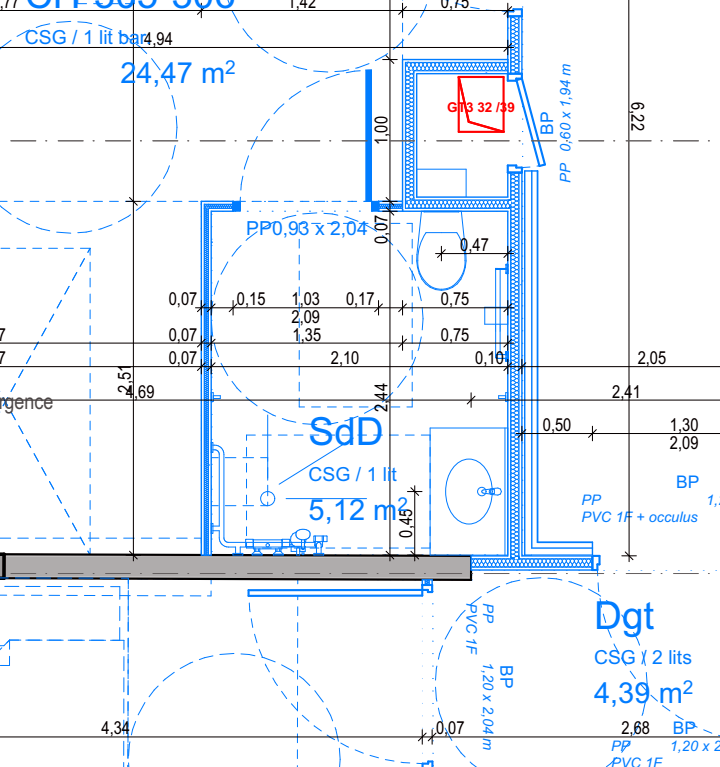 ,77
1,42
0,75
CSG / 1 lit bar
4,94
24,47 m²
GT3 32 /39
BP
PP 0,60 x 1,94 m
6,22
1,00
PP0,93 x 2,04
0,07
0,47
0,07
0,15
1,03
0,17
0,75
2,09
0,07
1,35
0,75
0,07
2,10
0,10
2,05
2,51
4,69
2,44
2,41
rgence
SdD
0,50
1,30
2,09
CSG / 1 lit
BP
5,12 m²
0,45
PP
PVC 1F + occulus
Dgt
PP
PVC 1F
1,20 x 2,04 m
BP
CSG / 2 lits
4,39 m²
4,34
0,07
2,68
BP
PP
1,20 x 2
PVC 1F